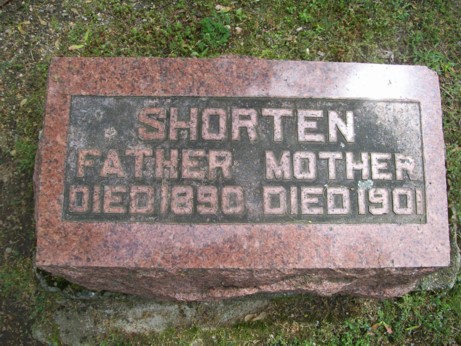 SHORTEN
FATHER MOTHER
DIED 1890 DIED 1901